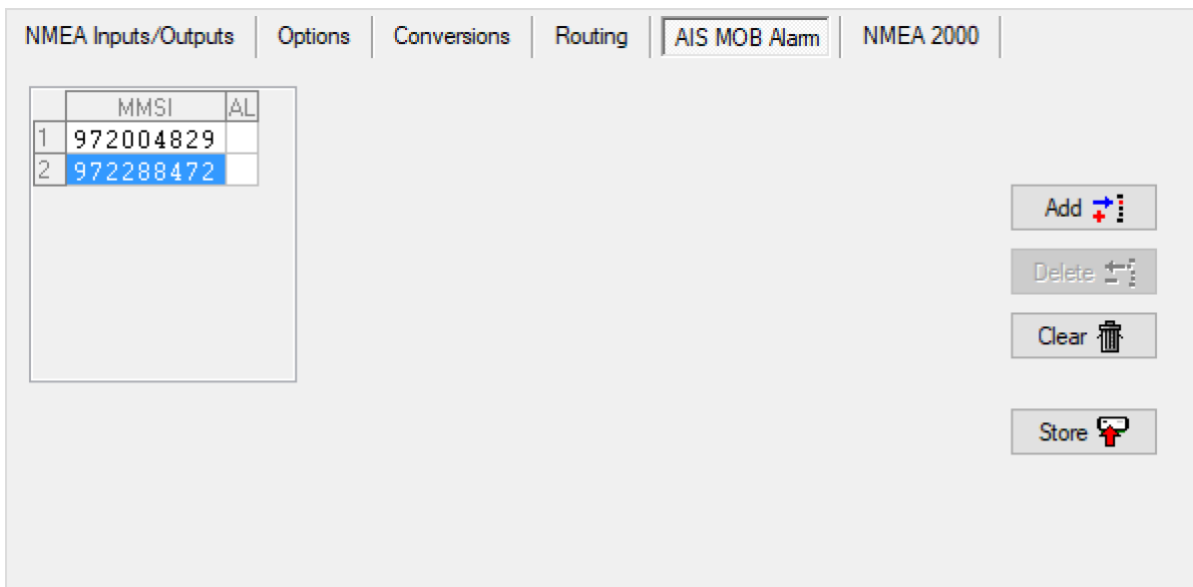 NMEA Inputs/Outputs Options Conversions Routing AIS MOB Alarm NMEA 2000
MMSI AL
1 972004829
2 972288472
Add
Delete
Clear
Store